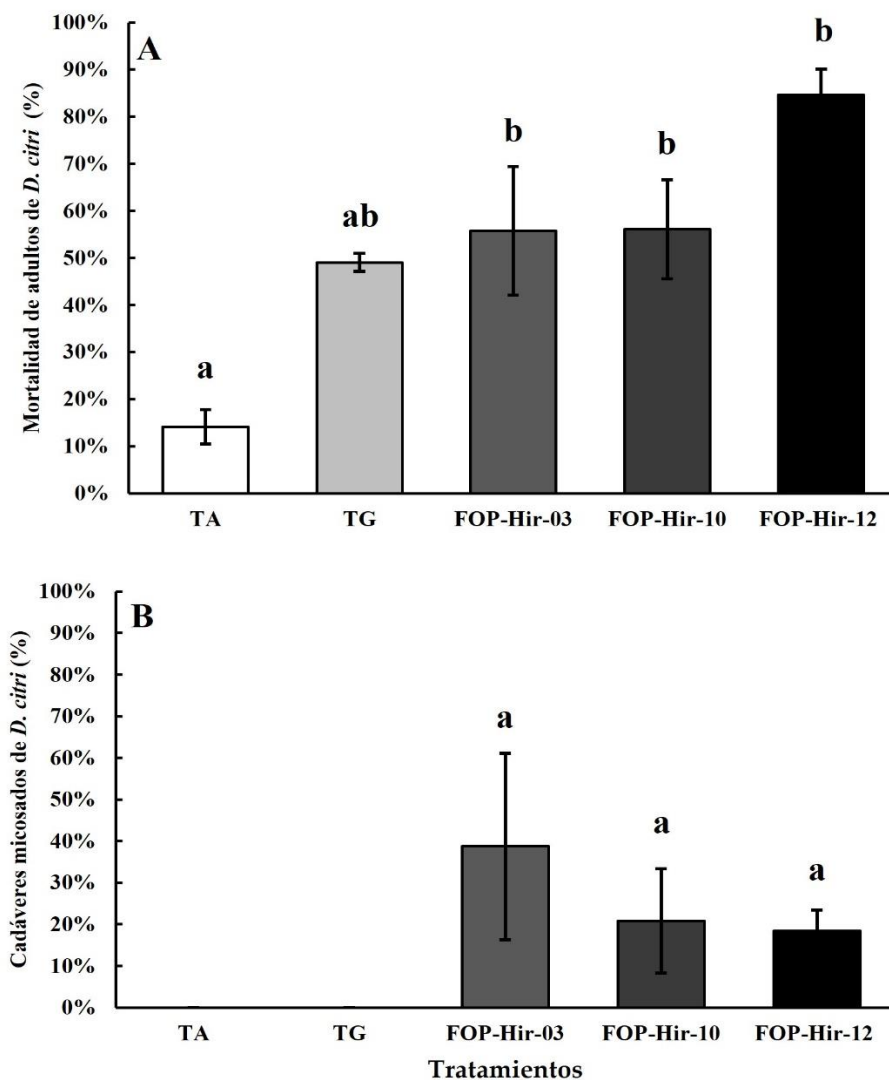 A
Mortalidad de adultos de D. citri (%)
100%
90%
80%
70%
60%
50%
40%
30%
20%
10%
0%
a
ab
b
b
b
TA TG FOP-Hir-03 FOP-Hir-10 FOP-Hir-12
B
Cadáveres micosados de D. citri (%)
100%
90%
80%
70%
60%
50%
40%
30%
20%
10%
0%
a
a
a
TA TG FOP-Hir-03 FOP-Hir-10 FOP-Hir-12
Tratamientos